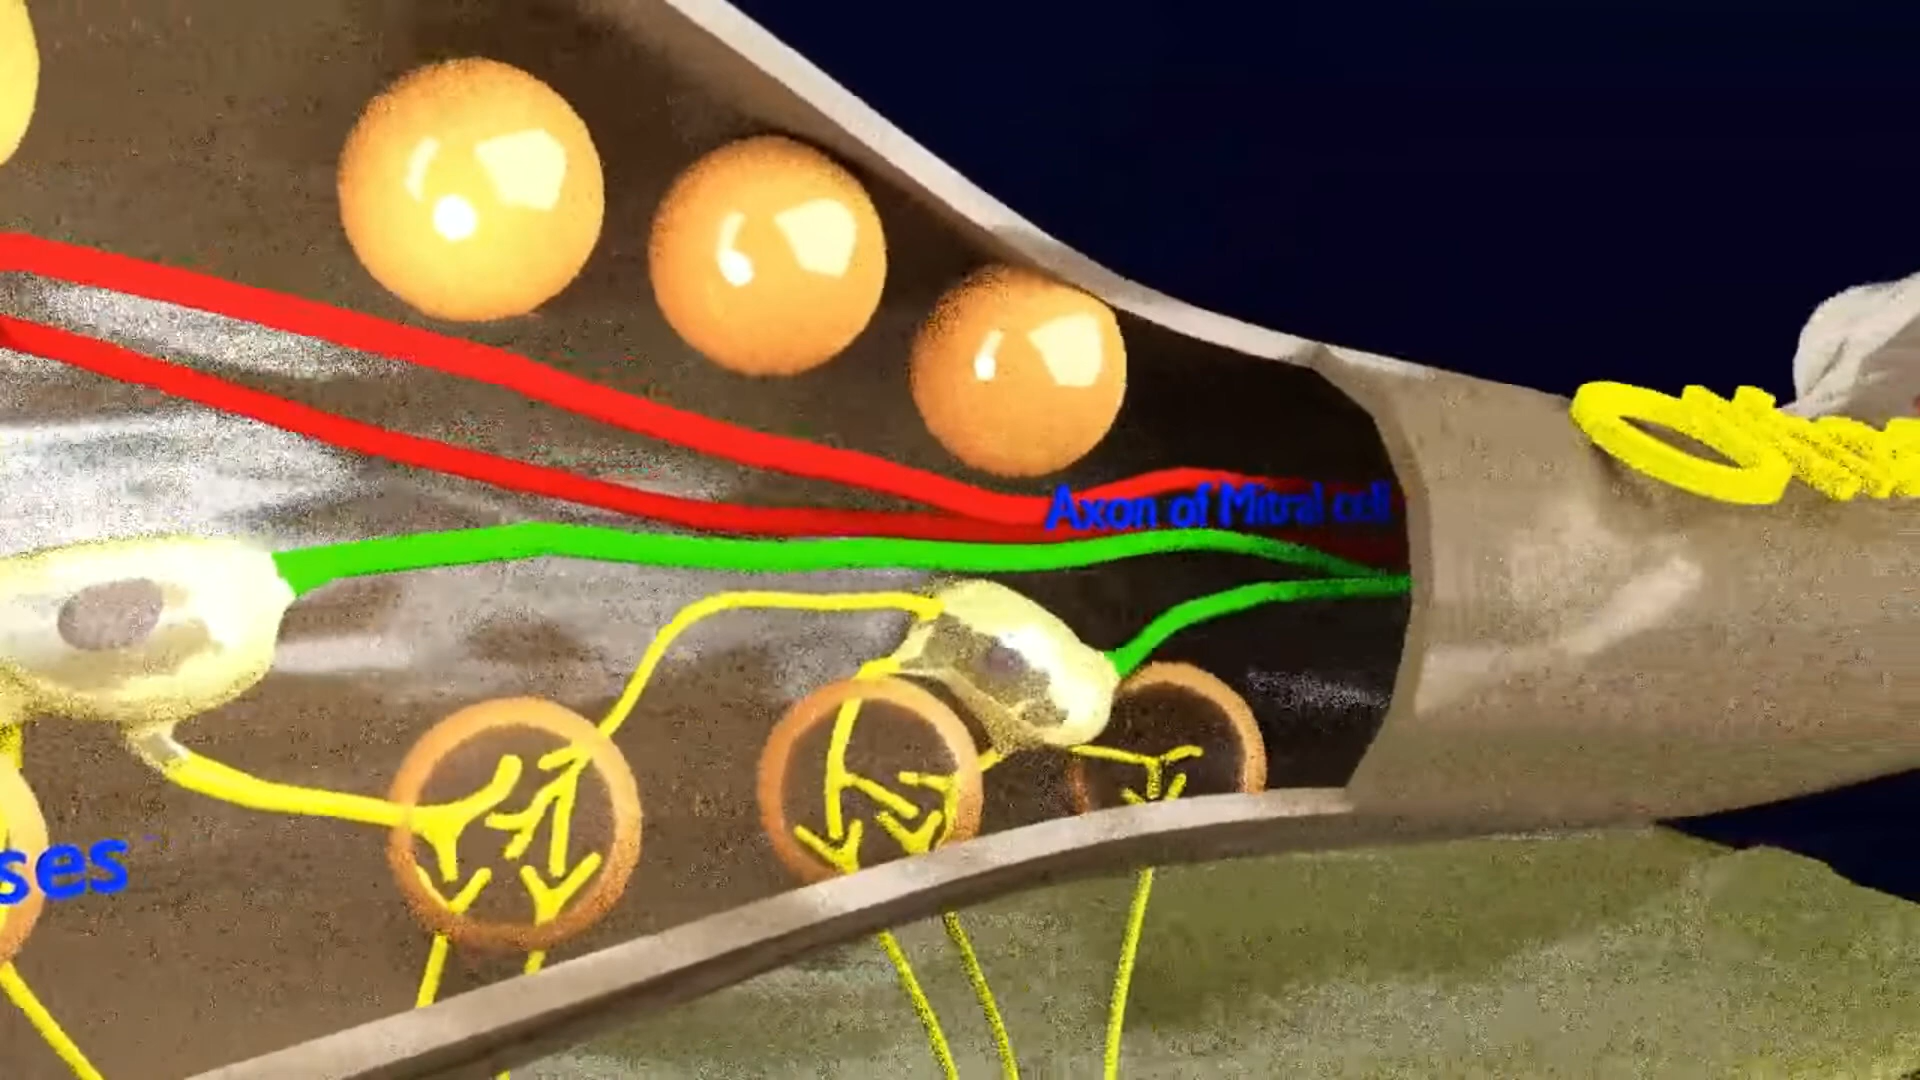 Axon of Mitral cell
ses